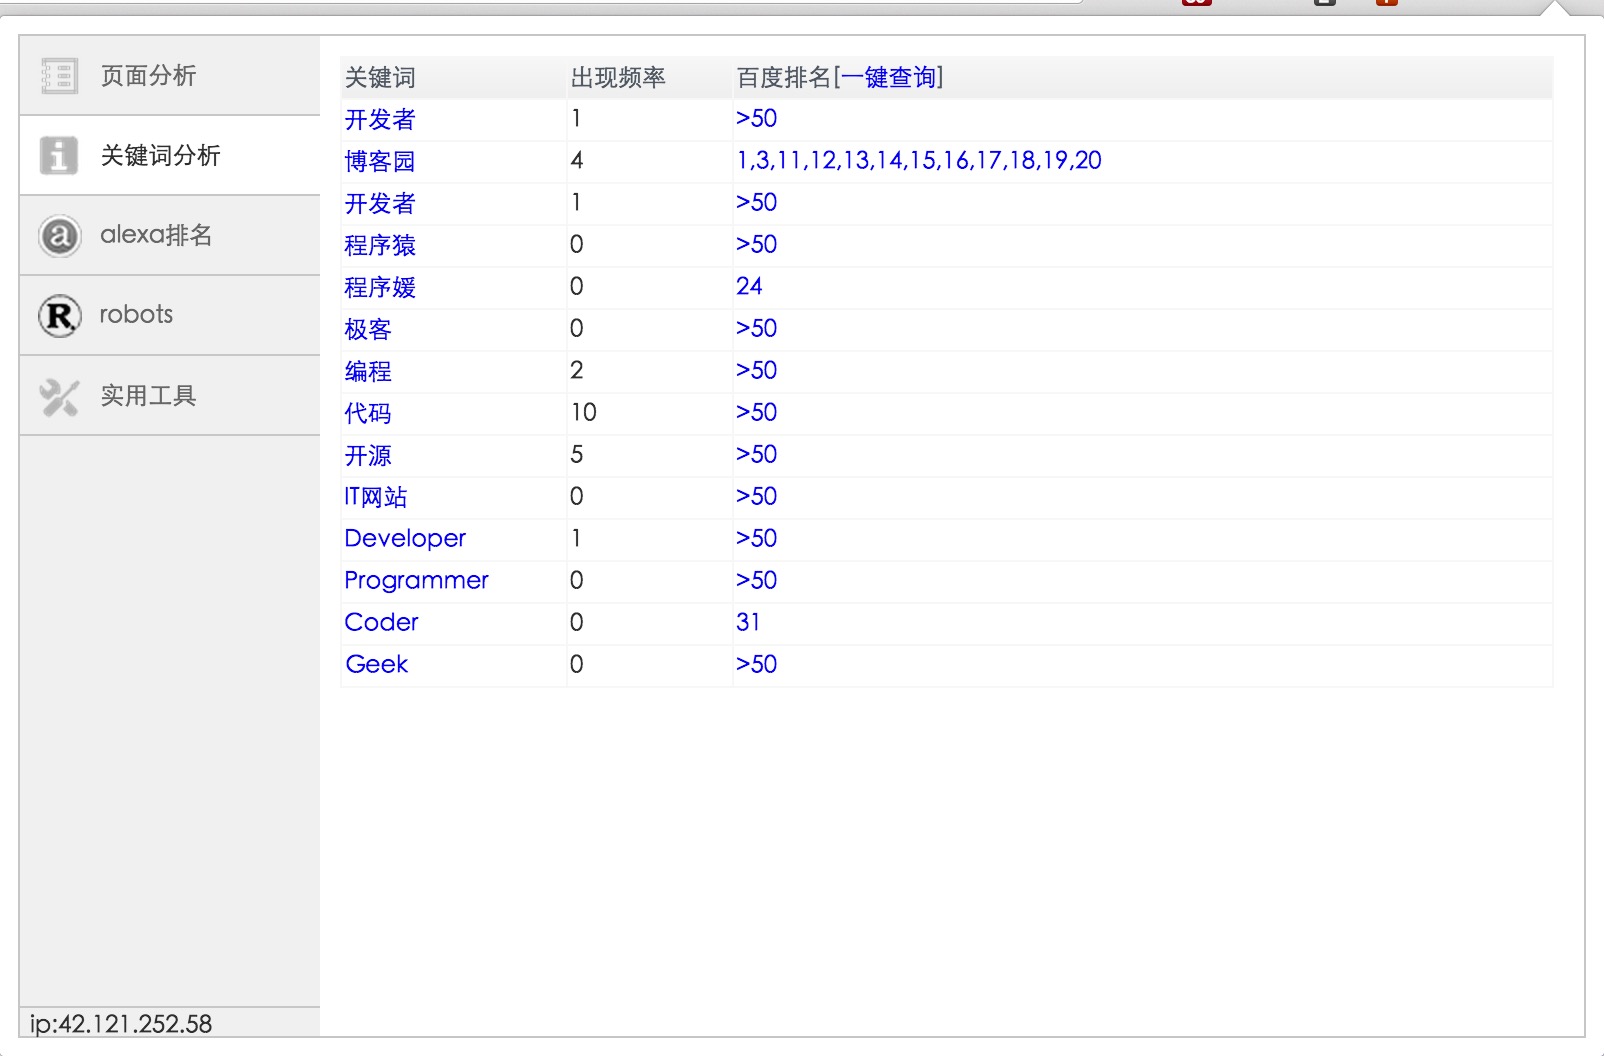 页面分析
关键词分析
alexa排名
robots
实用工具
ip:42.121.252.58
关键词 出现频率 百度排名[一键查询]
开发者 1 >50
博客园 4 1,3,11,12,13,14,15,16,17,18,19,20
开发者 1 >50
程序猿 0 >50
程序媛 0 24
极客 0 >50
编程 2 >50
代码 10 >50
开源 5 >50
IT网站 0 >50
Developer 1 >50
Programmer 0 >50
Coder 0 31
Geek 0 >50